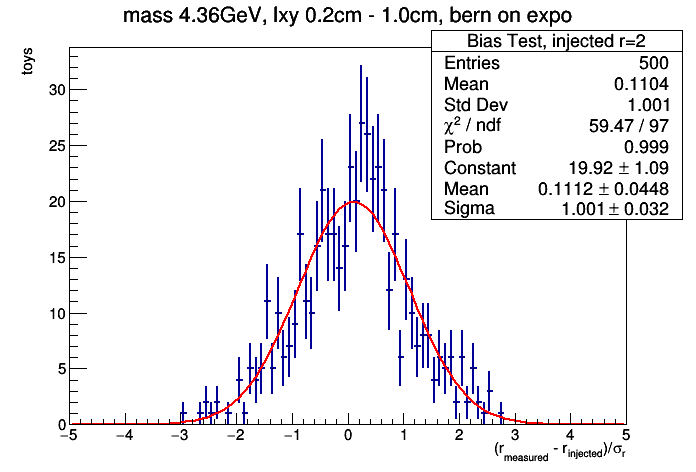 mass 4.36GeV, lxy 0.2cm - 1.0cm, bern on expo
toys
Bias Test, injected r=2
Entries 500
Mean 0.1104
Std Dev 1.001
χ² / ndf 59.47 / 97
Prob 0.999
Constant 19.92 ± 1.09
Mean 0.1112 ± 0.0448
Sigma 1.001 ± 0.032
30
25
20
15
10
5
0
−5 −4 −3 −2 −1 0 1 2 3 4 5
(r_measured - r_injected)/σ_r